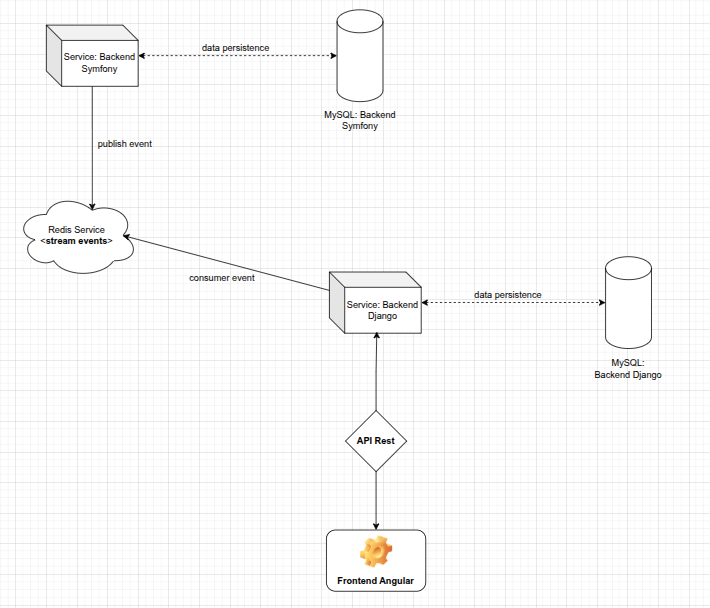 Service: Backend
Symfony
data persistence
MySQL: Backend
Symfony
publish event
Redis Service
<stream events>
consumer event
Service: Backend
Django
data persistence
MySQL:
Backend Django
API Rest
Frontend Angular